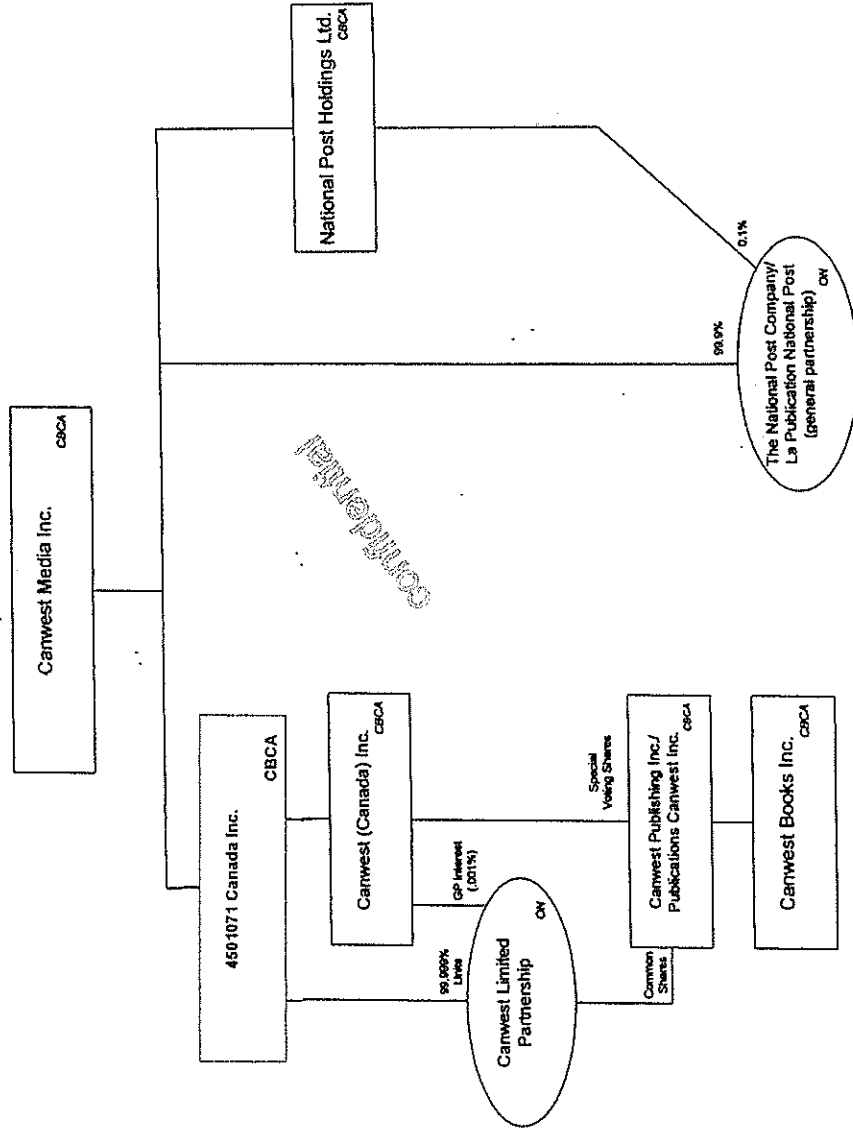 Canwest Media Inc.
CBCA
4501071 Canada Inc.
CBCA
National Post Holdings Ltd.
CBCA
Canwest (Canada) Inc.
CBCA
confidential
99.999%
Units
GP Interest
(.001%)
Special
Voting Shares
99.9%
0.1%
Canwest Limited
Partnership
ON
Common
Shares
Canwest Publishing Inc./
Publications Canwest Inc.
CBCA
The National Post Company/
La Publication National Post
(general partnership)
ON
Canwest Books Inc.
CBCA